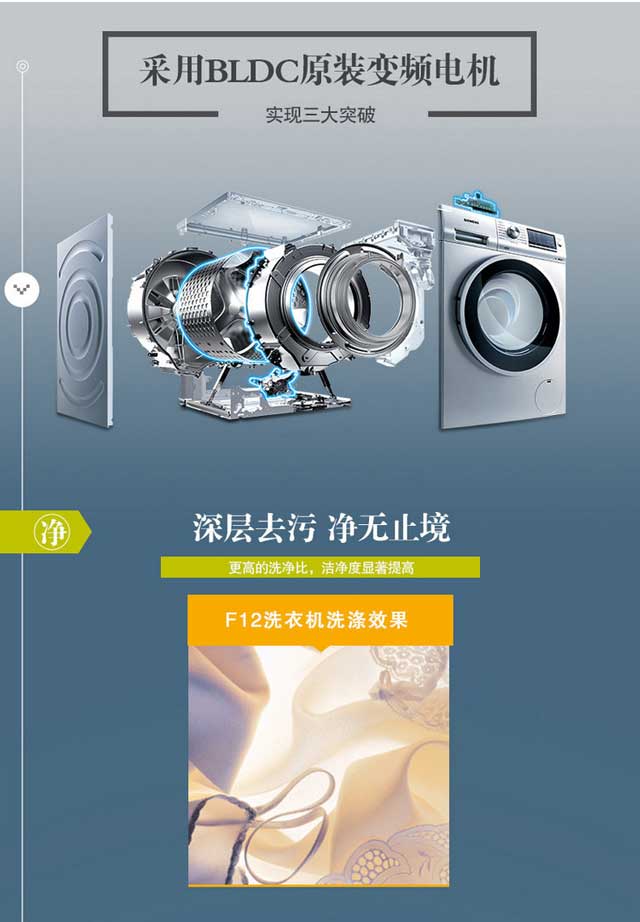 采用BLDC原装变频电机
实现三大突破
SIEMENS
净
深层去污 净无止境
更高的洗净比，洁净度显著提高
F12洗衣机洗涤效果